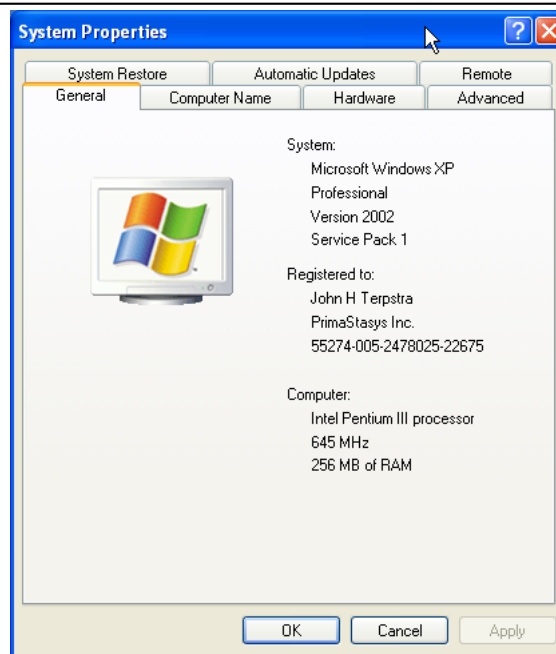 System Properties
System Restore
Automatic Updates
Remote
General
Computer Name
Hardware
Advanced
System:
Microsoft Windows XP
Professional
Version 2002
Service Pack 1
Registered to:
John H Terpstra
PrimaStasys Inc.
55274-005-2478025-22675
Computer:
Intel Pentium III processor
645 MHz
256 MB of RAM
OK
Cancel
Apply